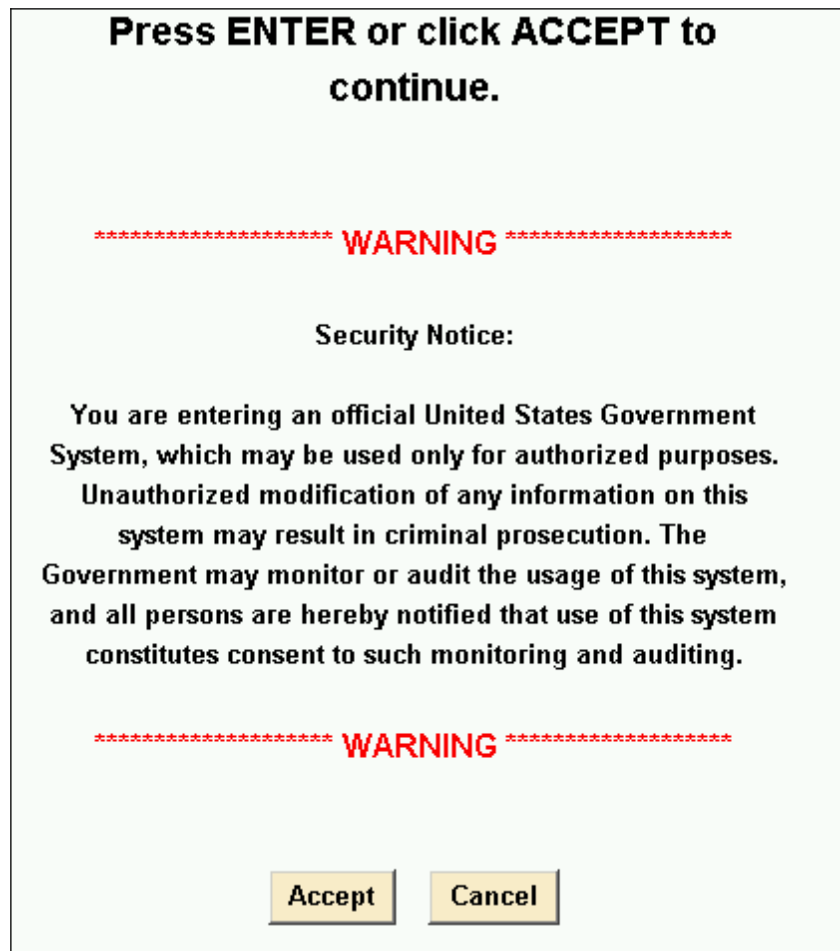 Press ENTER or click ACCEPT to
continue.
******************** WARNING *******************
Security Notice:
You are entering an official United States Government
System, which may be used only for authorized purposes.
Unauthorized modification of any information on this
system may result in criminal prosecution. The
Government may monitor or audit the usage of this system,
and all persons are hereby notified that use of this system
constitutes consent to such monitoring and auditing.
******************** WARNING *******************
Accept Cancel